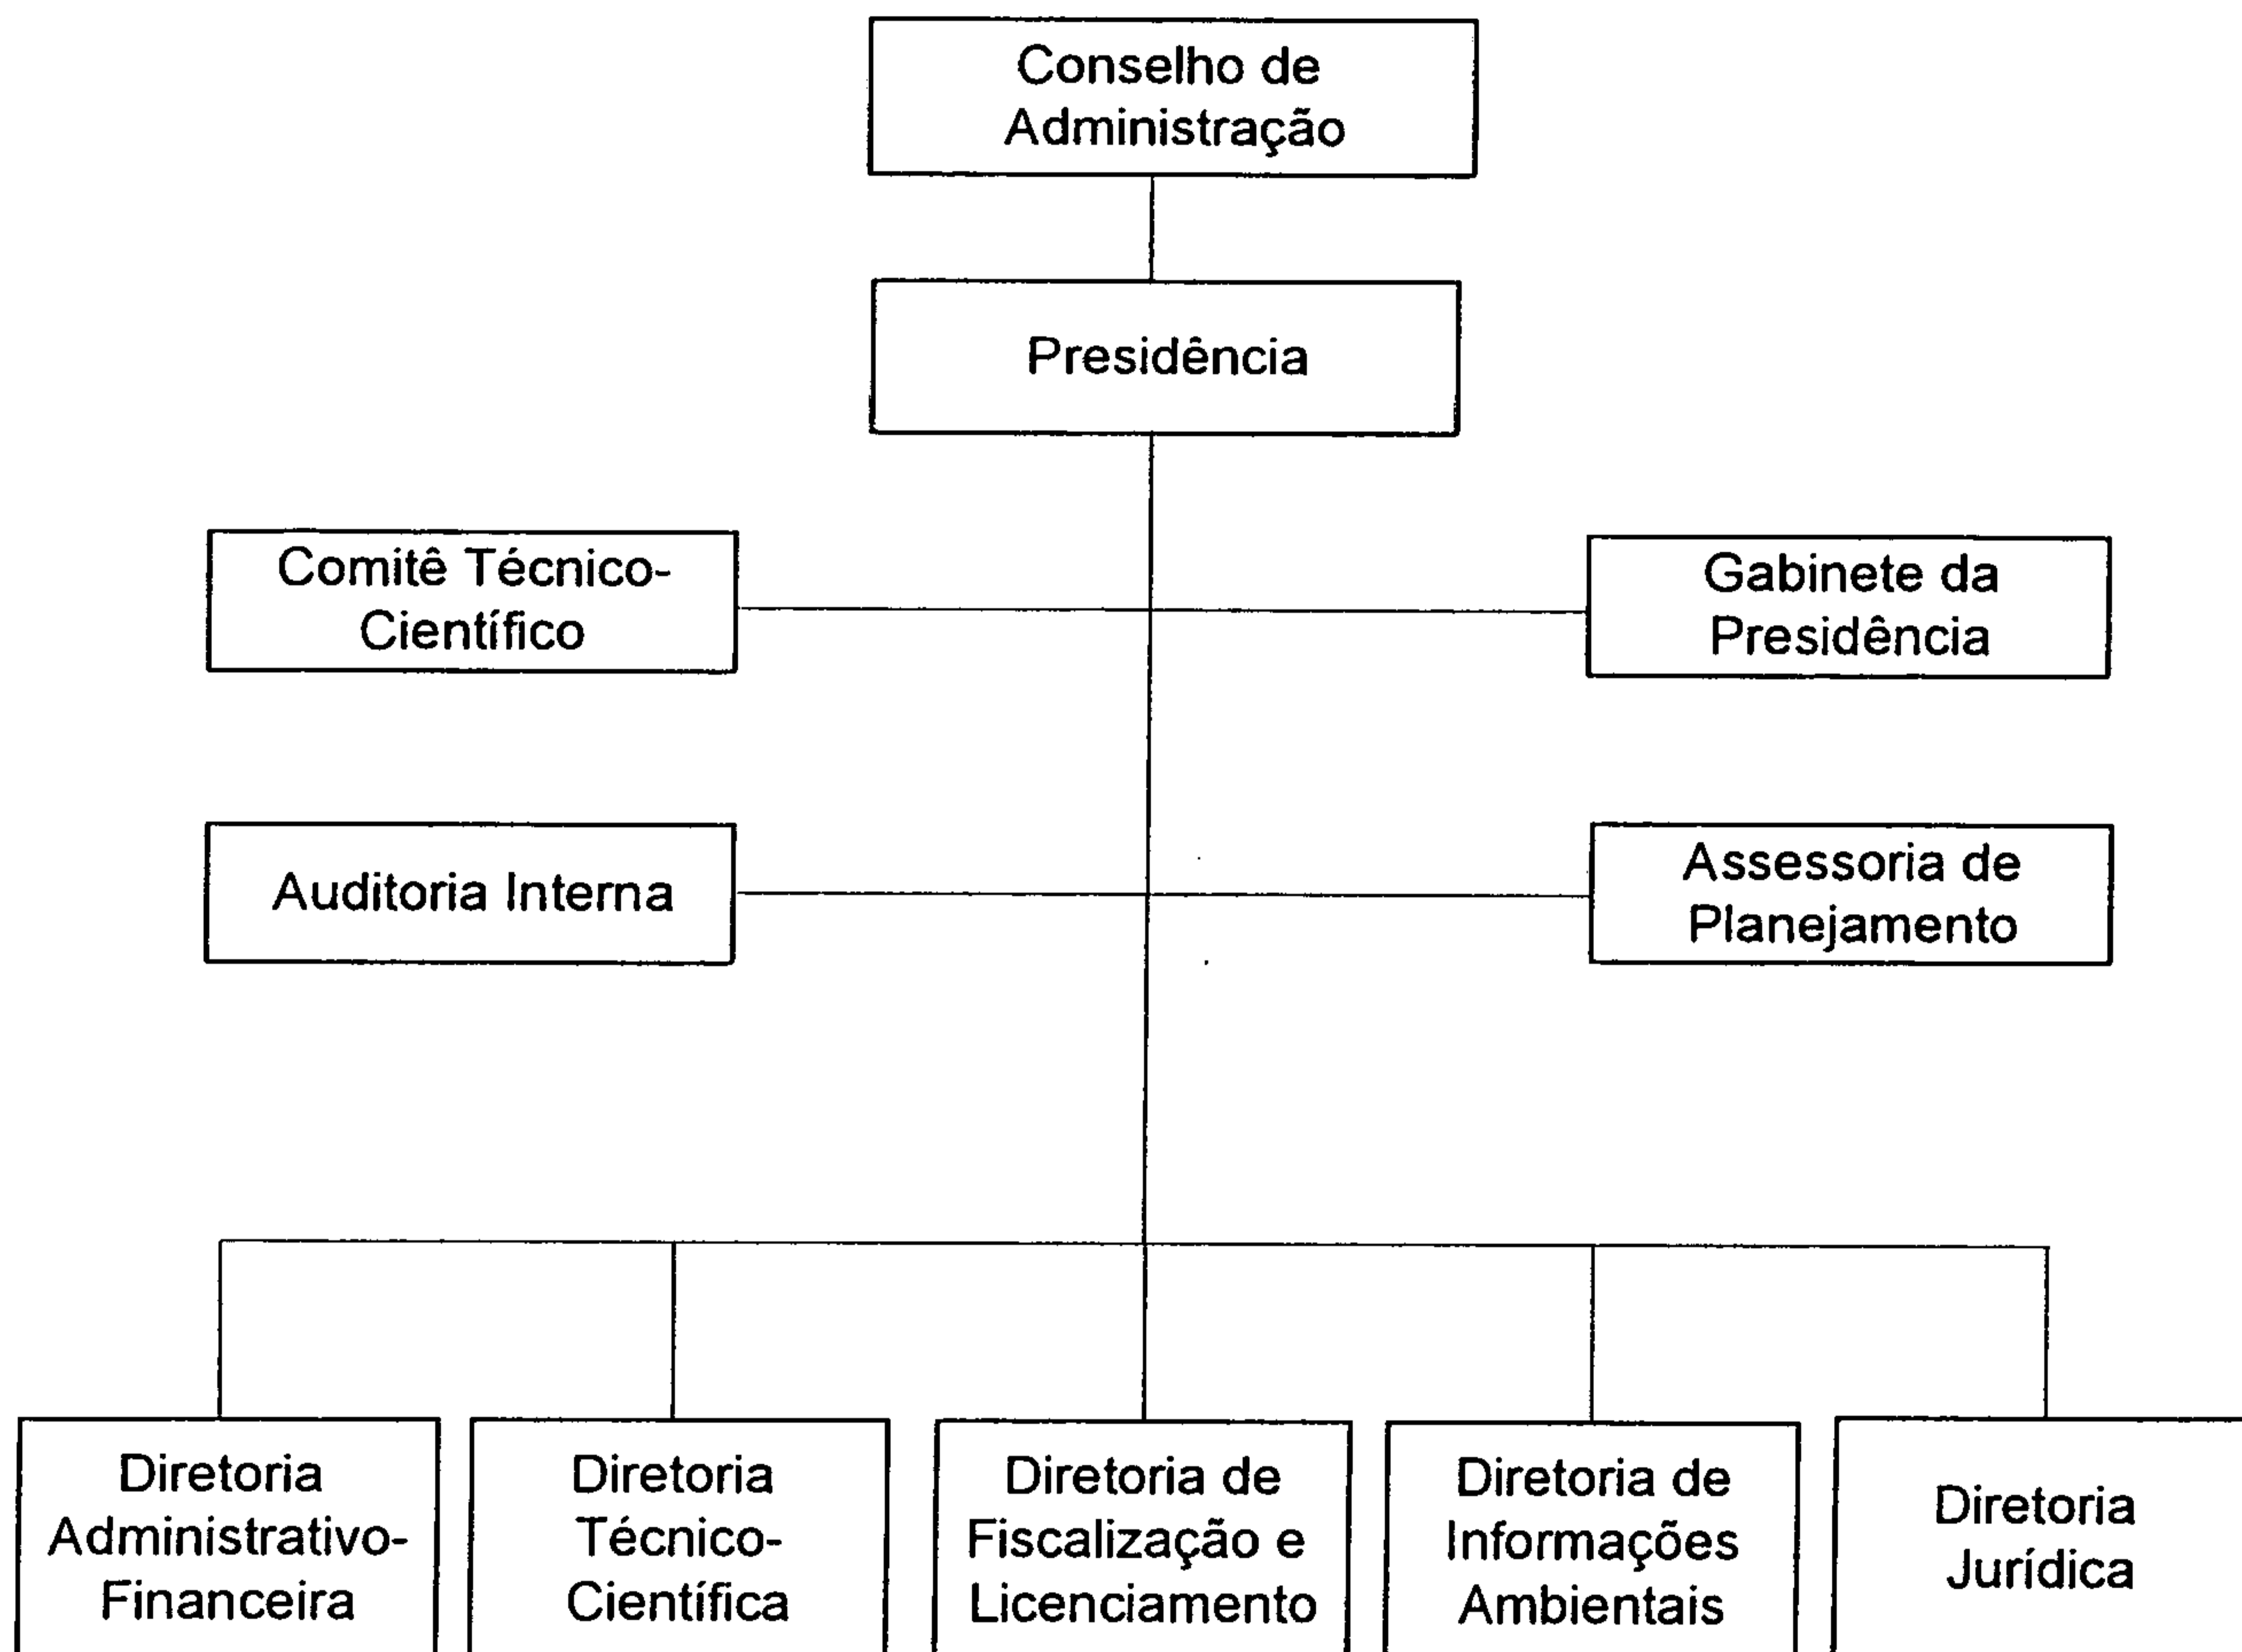 Conselho de
Administração
Presidência
Comitê Técnico-
Científico
Gabinete da
Presidência
Auditoria Interna
Assessoria de
Planejamento
Diretoria
Administrativo-
Financeira
Diretoria
Técnico-
Científica
Diretoria de
Fiscalização e
Licenciamento
Diretoria de
Informações
Ambientais
Diretoria
Jurídica